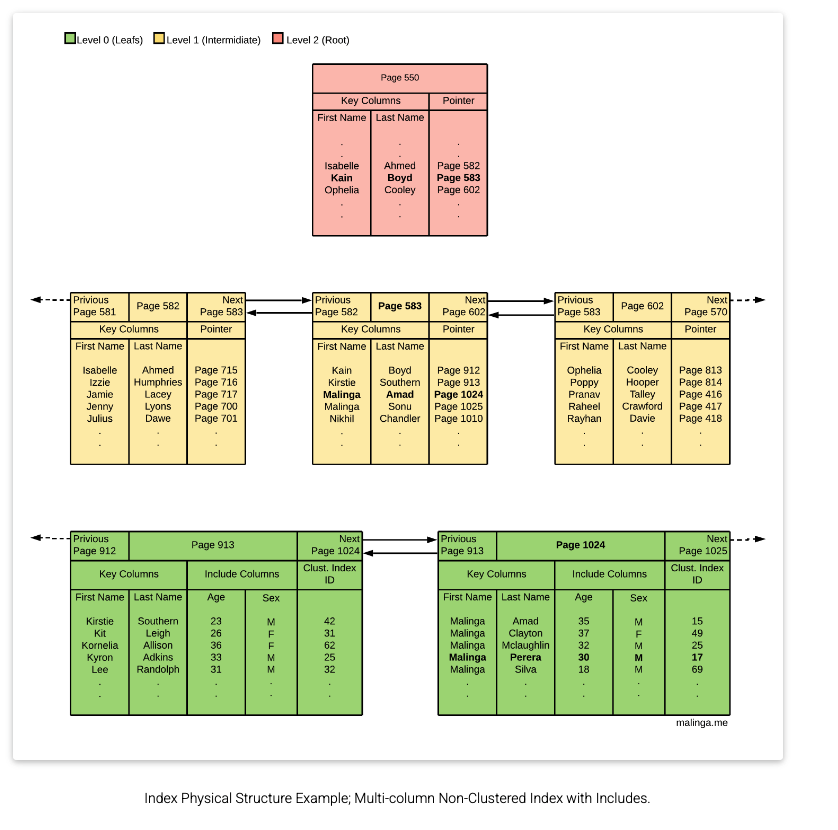 Level 0 (Leafs) Level 1 (Intermidiate) Level 2 (Root)
Page 550
Key Columns Pointer
First Name Last Name
. . .
. . .
Isabelle Ahmed Page 582
Kain Boyd Page 583
Ophelia Cooley Page 602
. . .
. . .
Privious Page 581 Page 582 Next Page 583
Key Columns Pointer
First Name Last Name
Isabelle Ahmed Page 715
Izzie Humphries Page 716
Jamie Lacey Page 717
Jenny Lyons Page 700
Julius Dawe Page 701
. . .
. . .
Privious Page 582 Page 583 Next Page 602
Key Columns Pointer
First Name Last Name
Kain Boyd Page 912
Kirstie Southern Page 913
Malinga Amad Page 1024
Malinga Sonu Page 1025
Nikhil Chandler Page 1010
. . .
. . .
Privious Page 583 Page 602 Next Page 570
Key Columns Pointer
First Name Last Name
Ophelia Cooley Page 813
Poppy Hooper Page 814
Pranav Talley Page 416
Raheel Crawford Page 417
Rayhan Davie Page 418
. . .
. . .
Privious Page 912 Page 913 Next Page 1024
Key Columns Include Columns Clust. Index ID
First Name Last Name Age Sex
Kirstie Southern 23 M 42
Kit Leigh 26 F 31
Kornelia Allison 36 F 62
Kyron Adkins 33 M 25
Lee Randolph 31 M 32
. . . . .
. . . . .
Privious Page 913 Page 1024 Next Page 1025
Key Columns Include Columns Clust. Index ID
First Name Last Name Age Sex
Malinga Amad 35 M 15
Malinga Clayton 37 F 49
Malinga Mclaughlin 32 M 25
Malinga Perera 30 M 17
Malinga Silva 18 M 69
. . . . .
. . . . .
malinga.me
Index Physical Structure Example; Multi-column Non-Clustered Index with Includes.